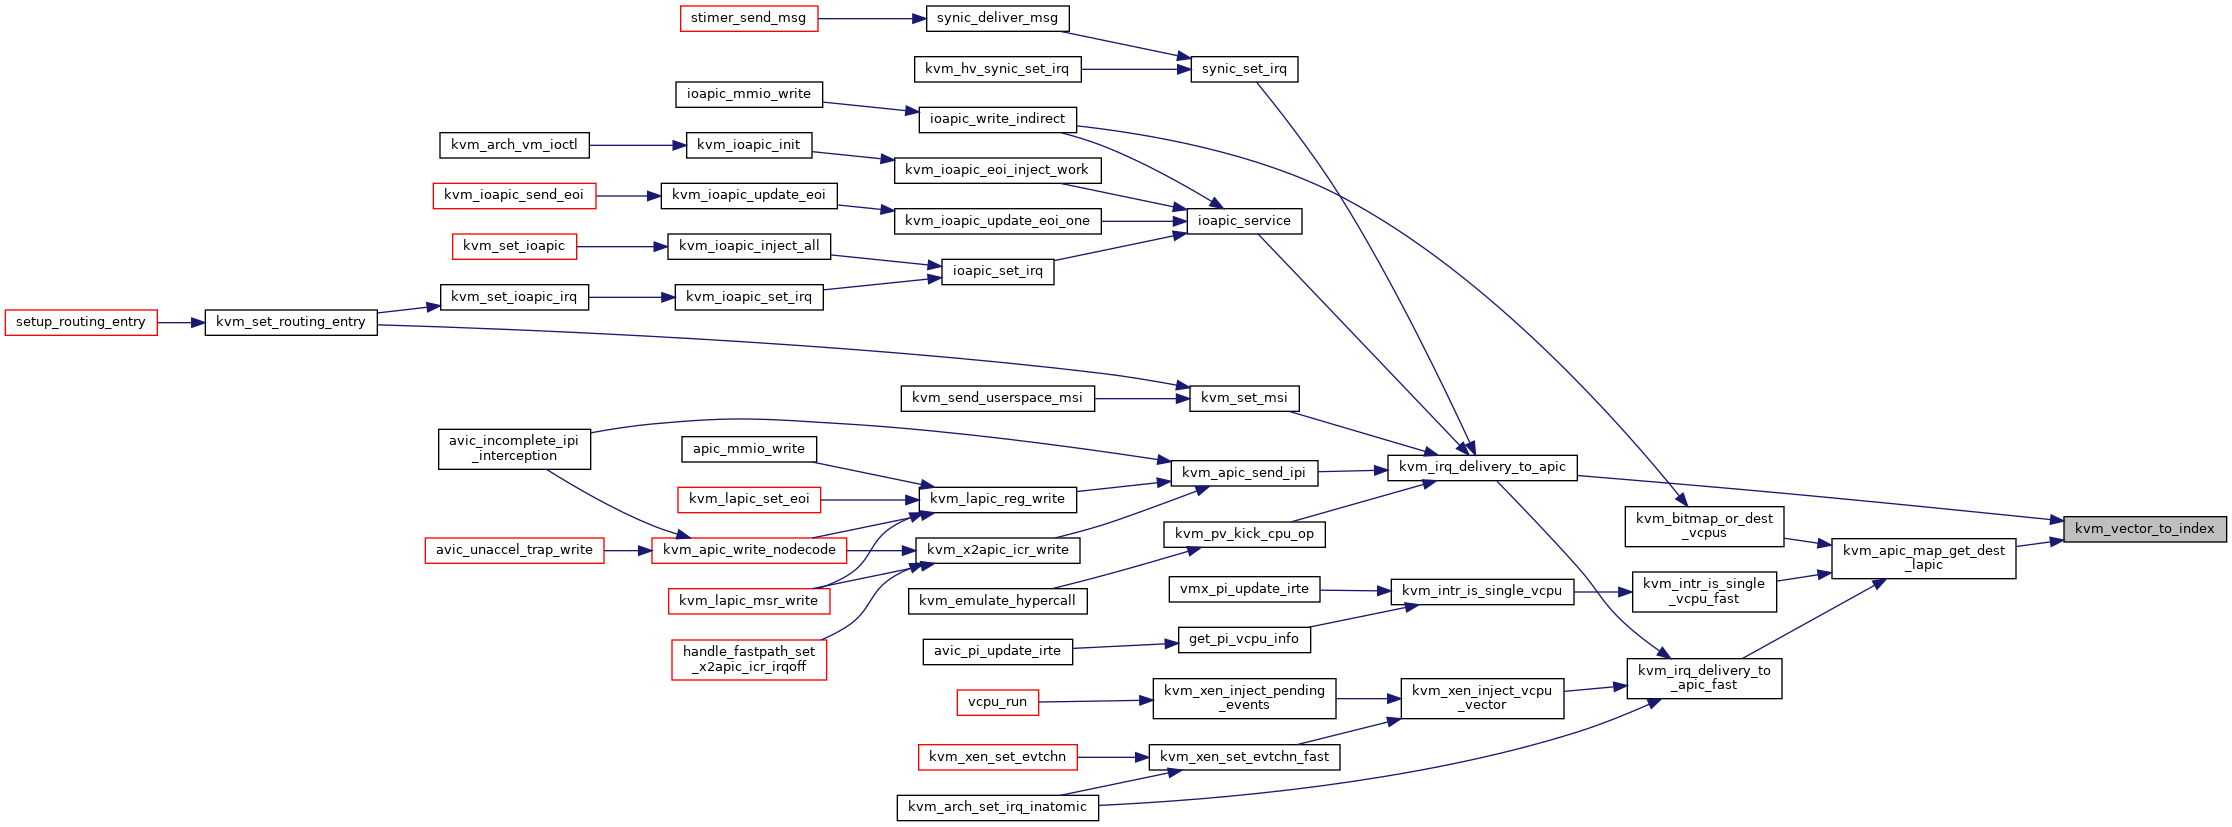 stimer_send_msg
synic_deliver_msg
kvm_hv_synic_set_irq
synic_set_irq
ioapic_mmio_write
ioapic_write_indirect
kvm_arch_vm_ioctl
kvm_ioapic_init
kvm_ioapic_eoi_inject_work
kvm_ioapic_send_eoi
kvm_ioapic_update_eoi
kvm_ioapic_update_eoi_one
ioapic_service
kvm_set_ioapic
kvm_ioapic_inject_all
ioapic_set_irq
kvm_set_ioapic_irq
kvm_ioapic_set_irq
setup_routing_entry
kvm_set_routing_entry
kvm_send_userspace_msi
kvm_set_msi
avic_incomplete_ipi
_interception
apic_mmio_write
kvm_apic_send_ipi
kvm_irq_delivery_to_apic
kvm_lapic_set_eoi
kvm_lapic_reg_write
avic_unaccel_trap_write
kvm_apic_write_nodecode
kvm_x2apic_icr_write
kvm_pv_kick_cpu_op
kvm_bitmap_or_dest
_vcpus
kvm_vector_to_index
kvm_apic_map_get_dest
_lapic
kvm_lapic_msr_write
kvm_emulate_hypercall
vmx_pi_update_irte
kvm_intr_is_single_vcpu
kvm_intr_is_single
_vcpu_fast
handle_fastpath_set
_x2apic_icr_irqoff
avic_pi_update_irte
get_pi_vcpu_info
kvm_irq_delivery_to
_apic_fast
vcpu_run
kvm_xen_inject_pending
_events
kvm_xen_inject_vcpu
_vector
kvm_xen_set_evtchn
kvm_xen_set_evtchn_fast
kvm_arch_set_irq_inatomic